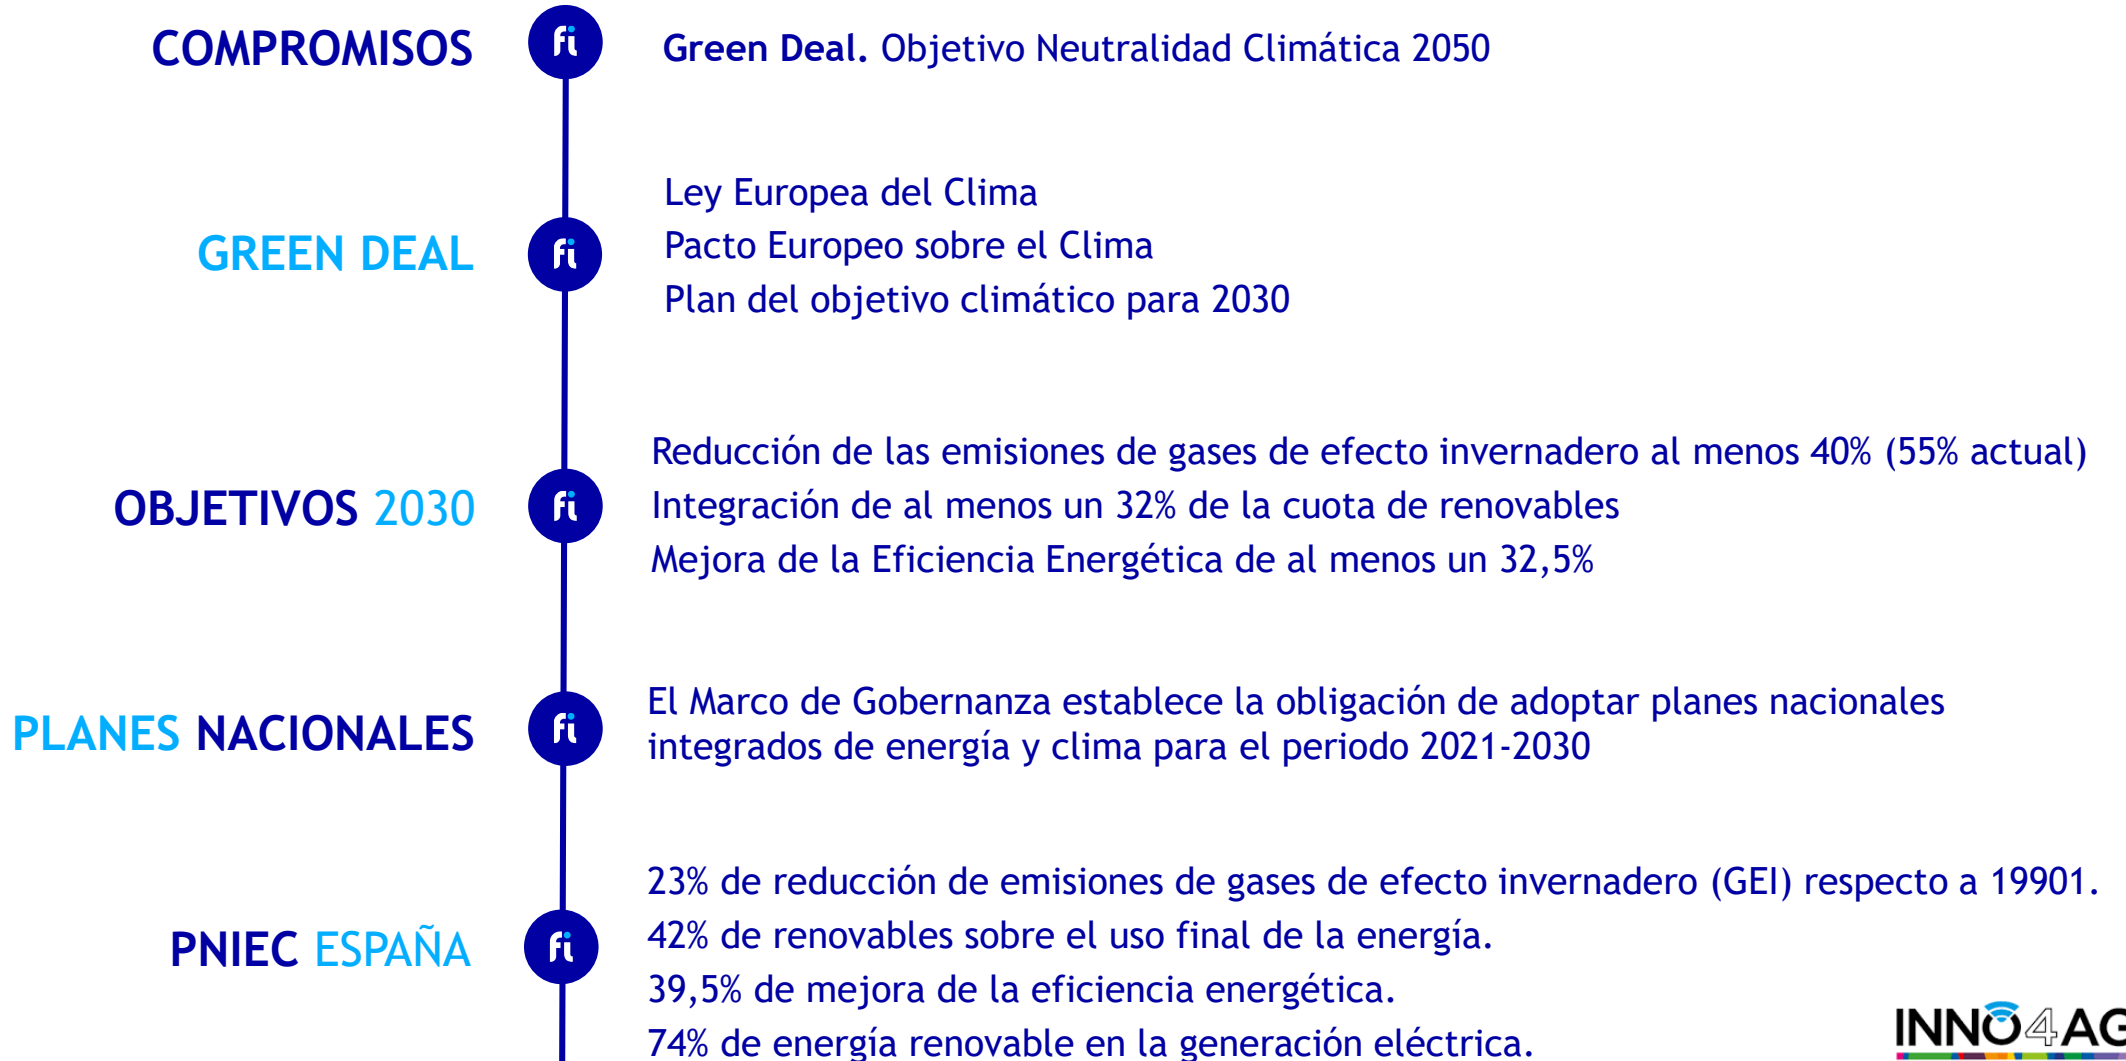 COMPROMISOS
fi
Green Deal. Objetivo Neutralidad Climática 2050
GREEN DEAL
fi
Ley Europea del Clima
Pacto Europeo sobre el Clima
Plan del objetivo climático para 2030
OBJETIVOS 2030
fi
Reducción de las emisiones de gases de efecto invernadero al menos 40% (55% actual)
Integración de al menos un 32% de la cuota de renovables
Mejora de la Eficiencia Energética de al menos un 32,5%
PLANES NACIONALES
fi
El Marco de Gobernanza establece la obligación de adoptar planes nacionales
integrados de energía y clima para el periodo 2021-2030
PNIEC ESPAÑA
fi
23% de reducción de emisiones de gases de efecto invernadero (GEI) respecto a 19901.
42% de renovables sobre el uso final de la energía.
39,5% de mejora de la eficiencia energética.
74% de energía renovable en la generación eléctrica.
INNO4AG